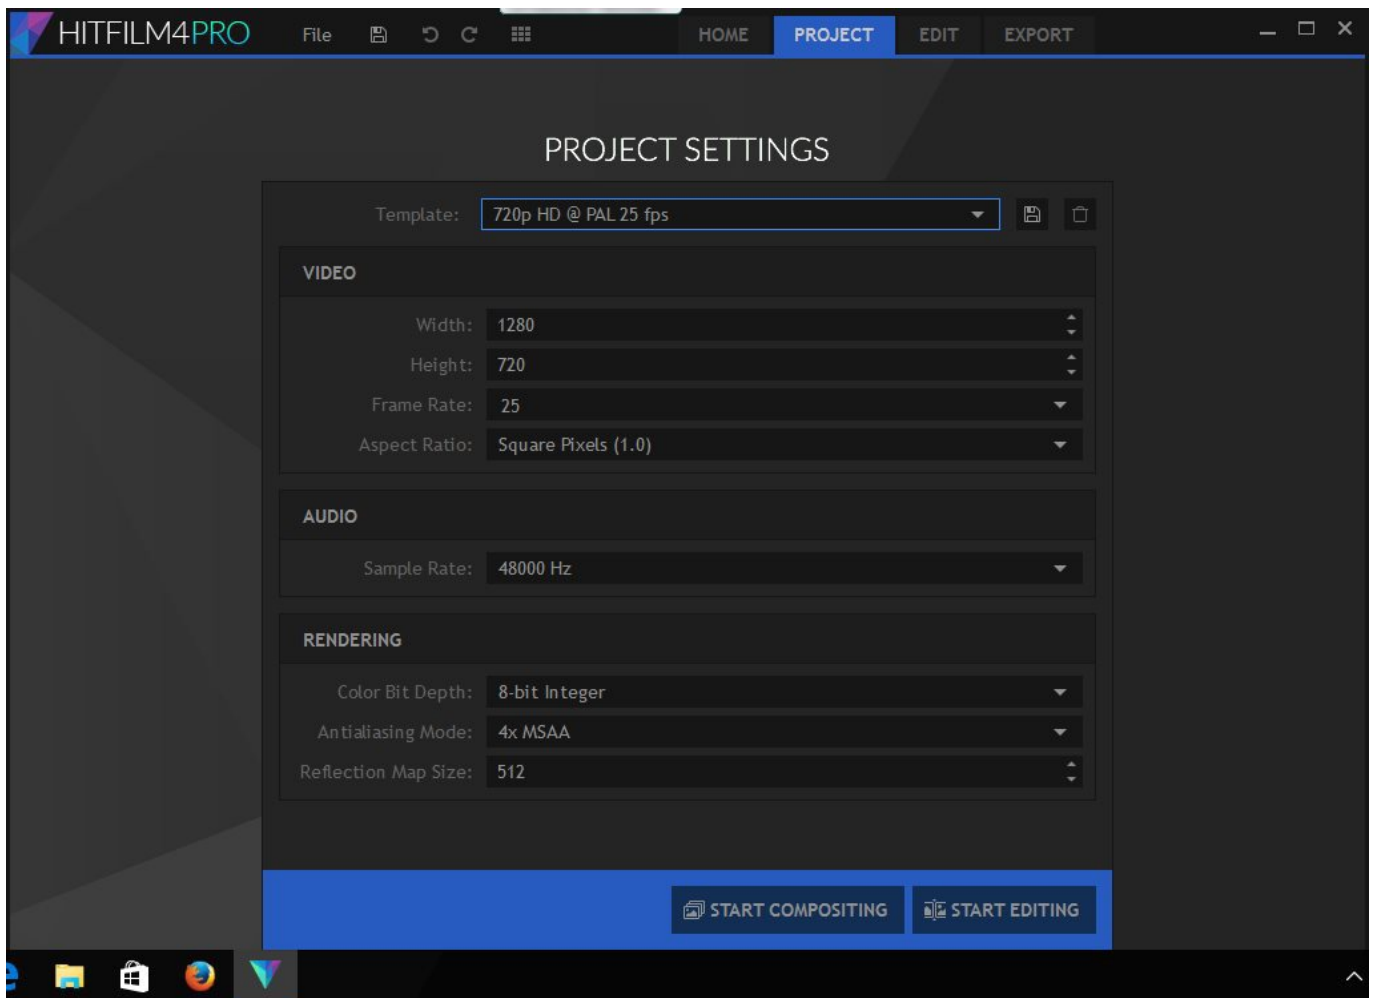 HITFILM4PRO File HOME PROJECT EDIT EXPORT
PROJECT SETTINGS
Template: 720p HD @ PAL 25 fps
VIDEO
Width: 1280
Height: 720
Frame Rate: 25
Aspect Ratio: Square Pixels (1.0)
AUDIO
Sample Rate: 48000 Hz
RENDERING
Color Bit Depth: 8-bit Integer
Antialiasing Mode: 4x MSAA
Reflection Map Size: 512
START COMPOSITING START EDITING